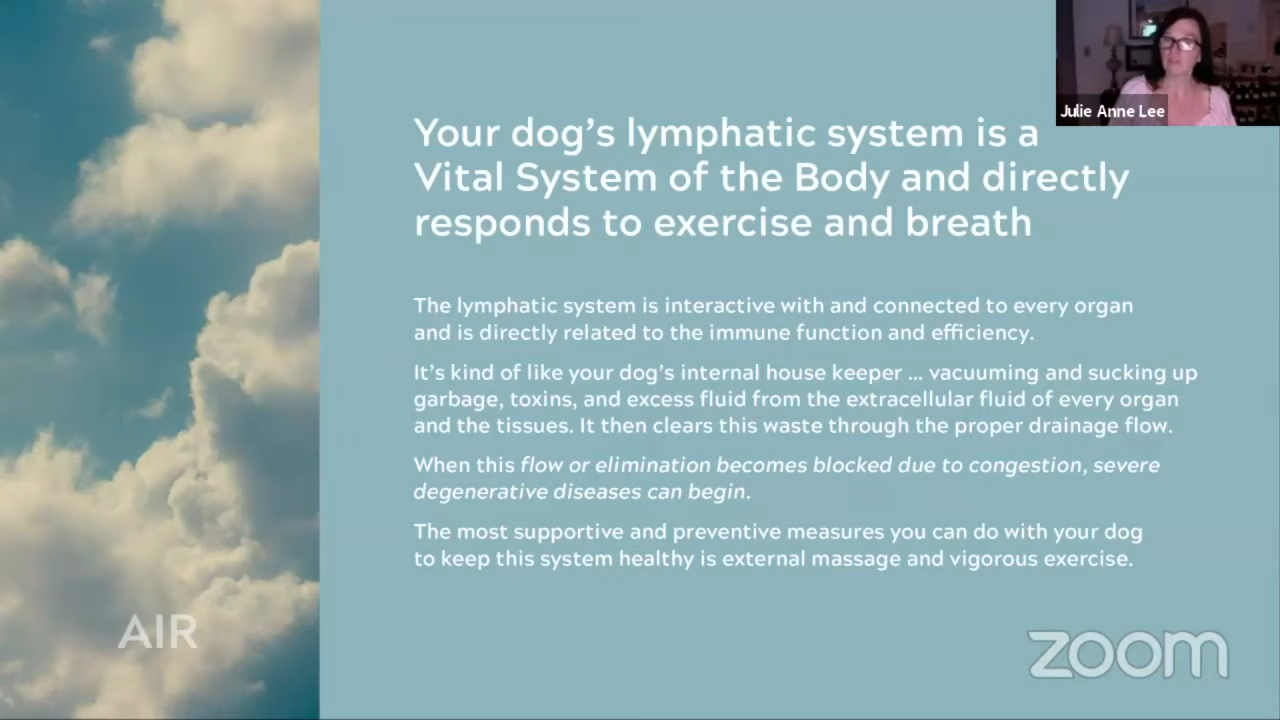 Julie Anne Lee
Your dog's lymphatic system is a
Vital System of the Body and directly
responds to exercise and breath
The lymphatic system is interactive with and connected to every organ
and is directly related to the immune function and efficiency.
It's kind of like your dog's internal house keeper ... vacuuming and sucking up
garbage, toxins, and excess fluid from the extracellular fluid of every organ
and the tissues. It then clears this waste through the proper drainage flow.
When this flow or elimination becomes blocked due to congestion, severe
degenerative diseases can begin.
The most supportive and preventive measures you can do with your dog
to keep this system healthy is external massage and vigorous exercise.
AIR
zoom